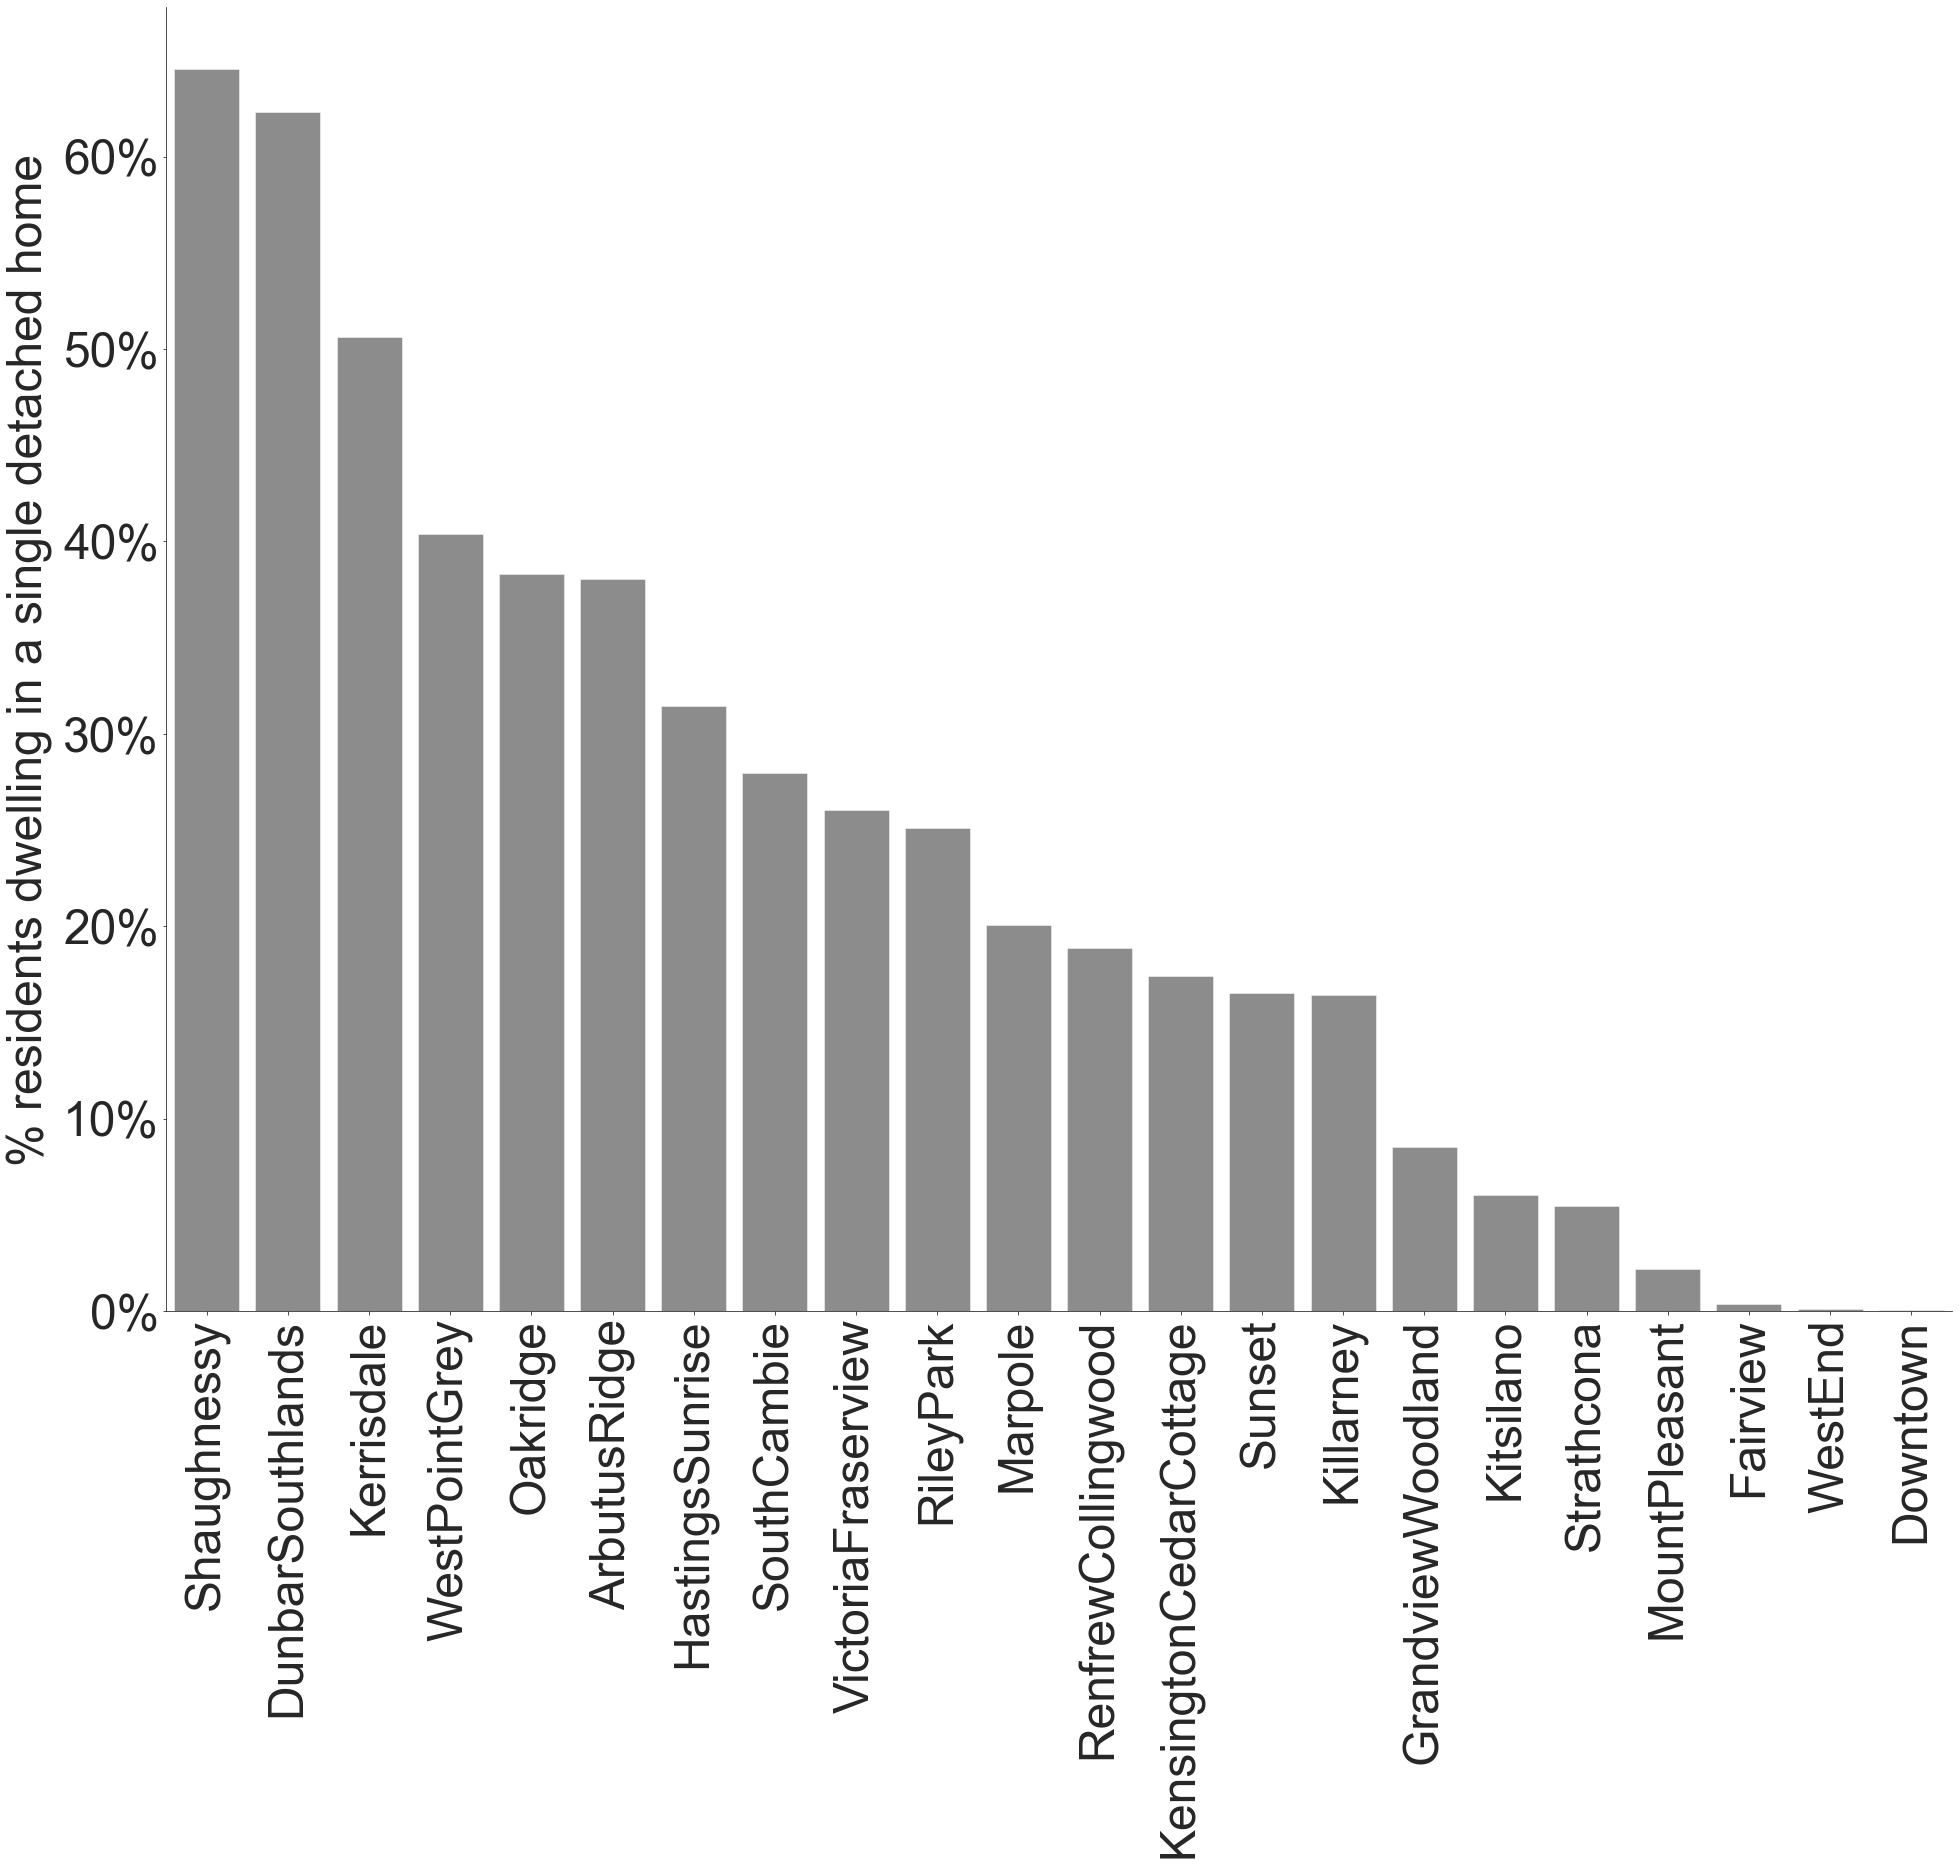 % residents dwelling in a single detached home
60%
50%
40%
30%
20%
10%
0%
Shaughnessy
DunbarSouthlands
Kerrisdale
WestPointGrey
Oakridge
ArbutusRidge
HastingsSunrise
SouthCambie
VictoriaFraserview
RileyPark
Marpole
RenfrewCollingwood
KensingtonCedarCottage
Sunset
Killarney
GrandviewWoodland
Kitsilano
Strathcona
MountPleasant
Fairview
WestEnd
Downtown